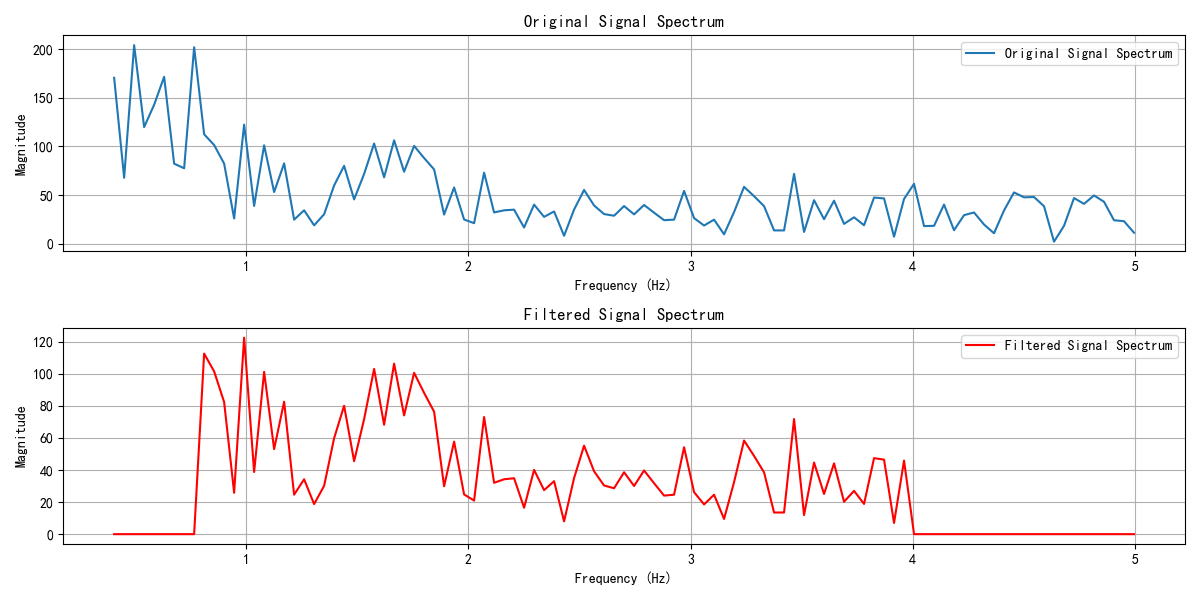 Original Signal Spectrum
Original Signal Spectrum
200
150
100
50
0
Magnitude
1
2
3
4
5
Frequency (Hz)
Filtered Signal Spectrum
Filtered Signal Spectrum
120
100
80
60
40
20
0
Magnitude
1
2
3
4
5
Frequency (Hz)